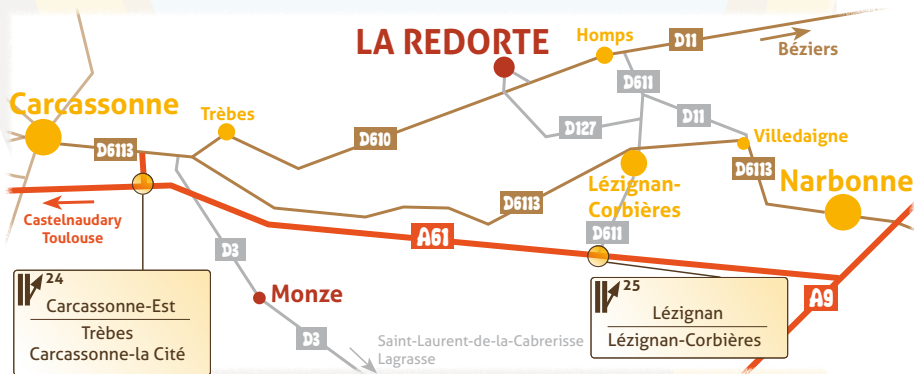 LA REDORTE
Homps
D11
Béziers
Carcassonne
Trèbes
D611
D11
D127
D610
D6113
Villedaigne
D6113
Narbonne
Lézignan-
Corbières
D6113
Castelnaudary
Toulouse
A61
D611
D3
24
Carcassonne-Est
Trèbes
Carcassonne-la Cité
Monze
D3
Saint-Laurent-de-la-Cabrerisse
Lagrasse
25
Lézignan
Lézignan-Corbières
A9